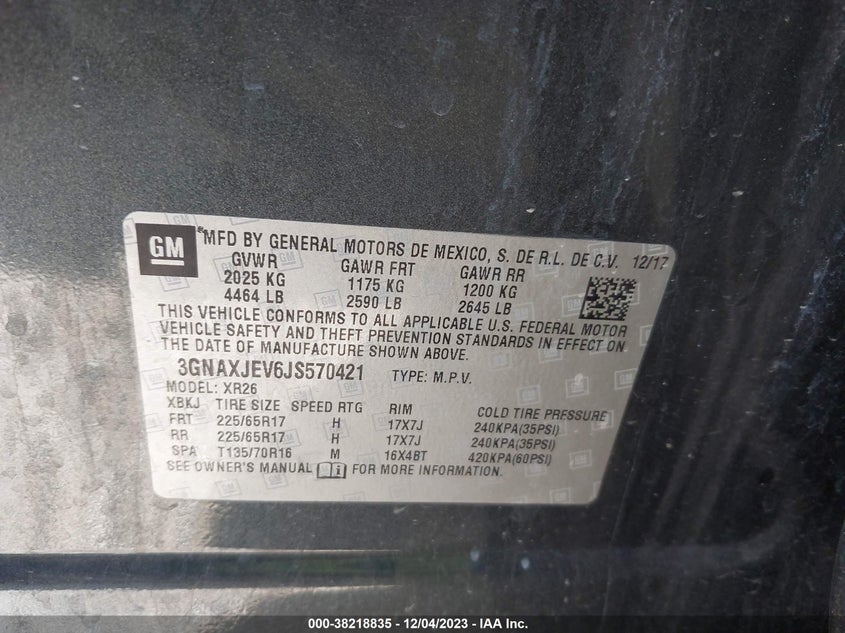 GM
MFD BY GENERAL MOTORS DE MEXICO, S. DE R.L. DE C.V. 12/17
GVWR GAWR FRT GAWR RR
2025 KG 1175 KG 1200 KG
4464 LB 2590 LB 2645 LB
THIS VEHICLE CONFORMS TO ALL APPLICABLE U.S. FEDERAL MOTOR
VEHICLE SAFETY AND THEFT PREVENTION STANDARDS IN EFFECT ON
THE DATE OF MANUFACTURE SHOWN ABOVE.
3GNAXJEV6JS570421 TYPE: M.P.V.
MODEL: XR26
XBKJ TIRE SIZE SPEED RTG RIM COLD TIRE PRESSURE
FRT 225/65R17 H 17X7J 240KPA(35PSI)
RR 225/65R17 H 17X7J 240KPA(35PSI)
SPA T135/70R16 M 16X4BT 420KPA(60PSI)
SEE OWNER'S MANUAL FOR MORE INFORMATION.
000-38218835 - 12/04/2023 - IAA Inc.